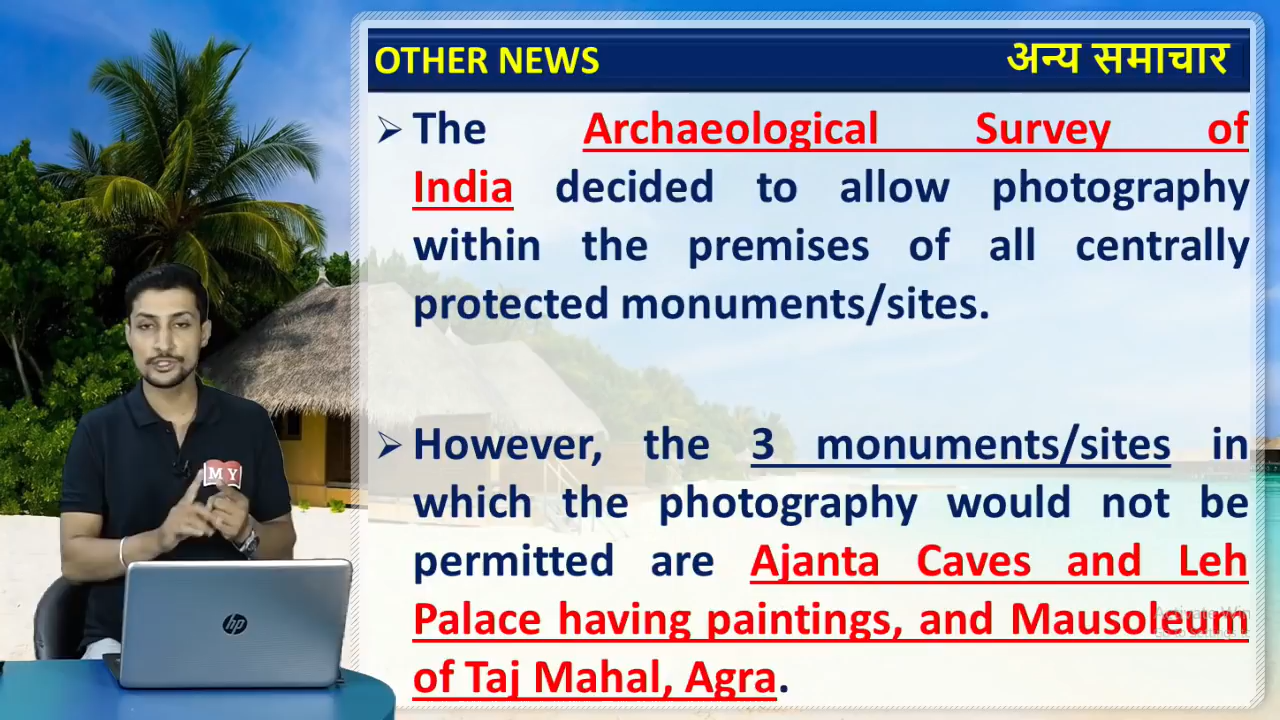 OTHER NEWS अन्य समाचार
➢ The Archaeological Survey of
India decided to allow photography
within the premises of all centrally
protected monuments/sites.
➢ However, the 3 monuments/sites in
which the photography would not be
permitted are Ajanta Caves and Leh
Palace having paintings, and Mausoleum
of Taj Mahal, Agra.
M Y
hp
Activate Win